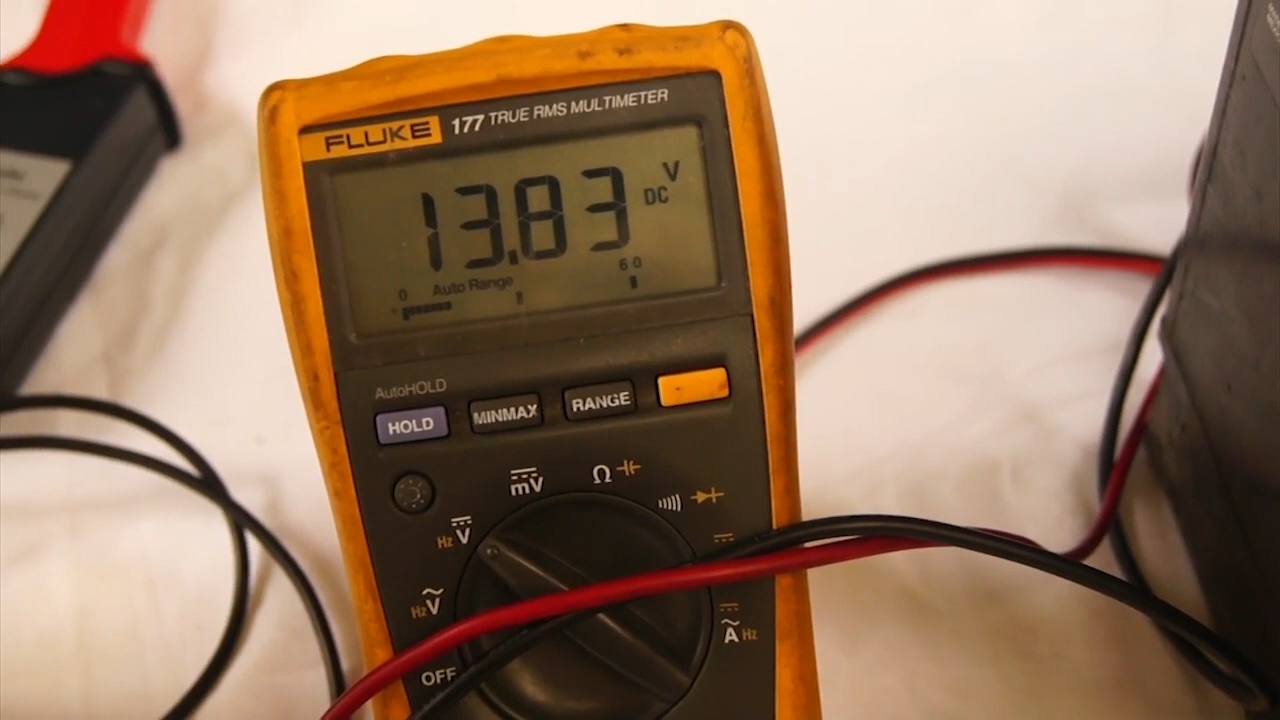 FLUKE 177 TRUE RMS MULTIMETER
13.83 V DC
0 Auto Range 60
AutoHOLD
HOLD MINMAX RANGE
mV Ω
Hz V
Hz V
A Hz
OFF